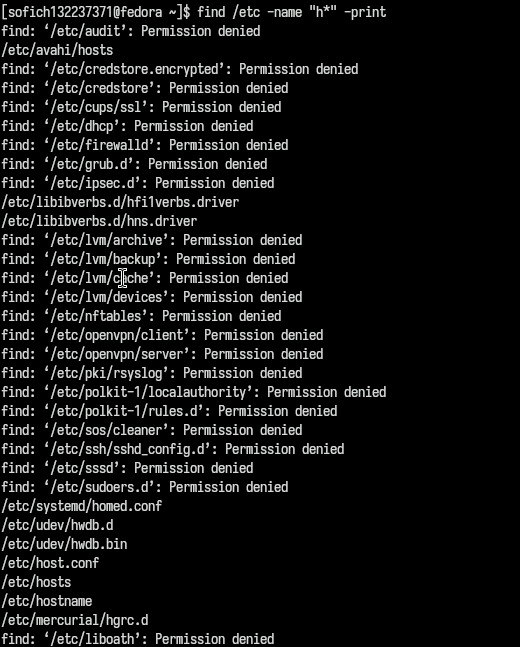 [sofich132237371@fedora ~]$ find /etc -name "h*" -print
find: ‘/etc/audit’: Permission denied
/etc/avahi/hosts
find: ‘/etc/credstore.encrypted’: Permission denied
find: ‘/etc/credstore’: Permission denied
find: ‘/etc/cups/ssl’: Permission denied
find: ‘/etc/dhcp’: Permission denied
find: ‘/etc/firewalld’: Permission denied
find: ‘/etc/grub.d’: Permission denied
find: ‘/etc/ipsec.d’: Permission denied
/etc/libibverbs.d/hfi1verbs.driver
/etc/libibverbs.d/hns.driver
find: ‘/etc/lvm/archive’: Permission denied
find: ‘/etc/lvm/backup’: Permission denied
find: ‘/etc/lvm/cache’: Permission denied
find: ‘/etc/lvm/devices’: Permission denied
find: ‘/etc/nftables’: Permission denied
find: ‘/etc/openvpn/client’: Permission denied
find: ‘/etc/openvpn/server’: Permission denied
find: ‘/etc/pki/rsyslog’: Permission denied
find: ‘/etc/polkit-1/localauthority’: Permission denied
find: ‘/etc/polkit-1/rules.d’: Permission denied
find: ‘/etc/sos/cleaner’: Permission denied
find: ‘/etc/ssh/sshd_config.d’: Permission denied
find: ‘/etc/sssd’: Permission denied
find: ‘/etc/sudoers.d’: Permission denied
/etc/systemd/homed.conf
/etc/udev/hwdb.d
/etc/udev/hwdb.bin
/etc/host.conf
/etc/hosts
/etc/hostname
/etc/mercurial/hgrc.d
find: ‘/etc/liboath’: Permission denied